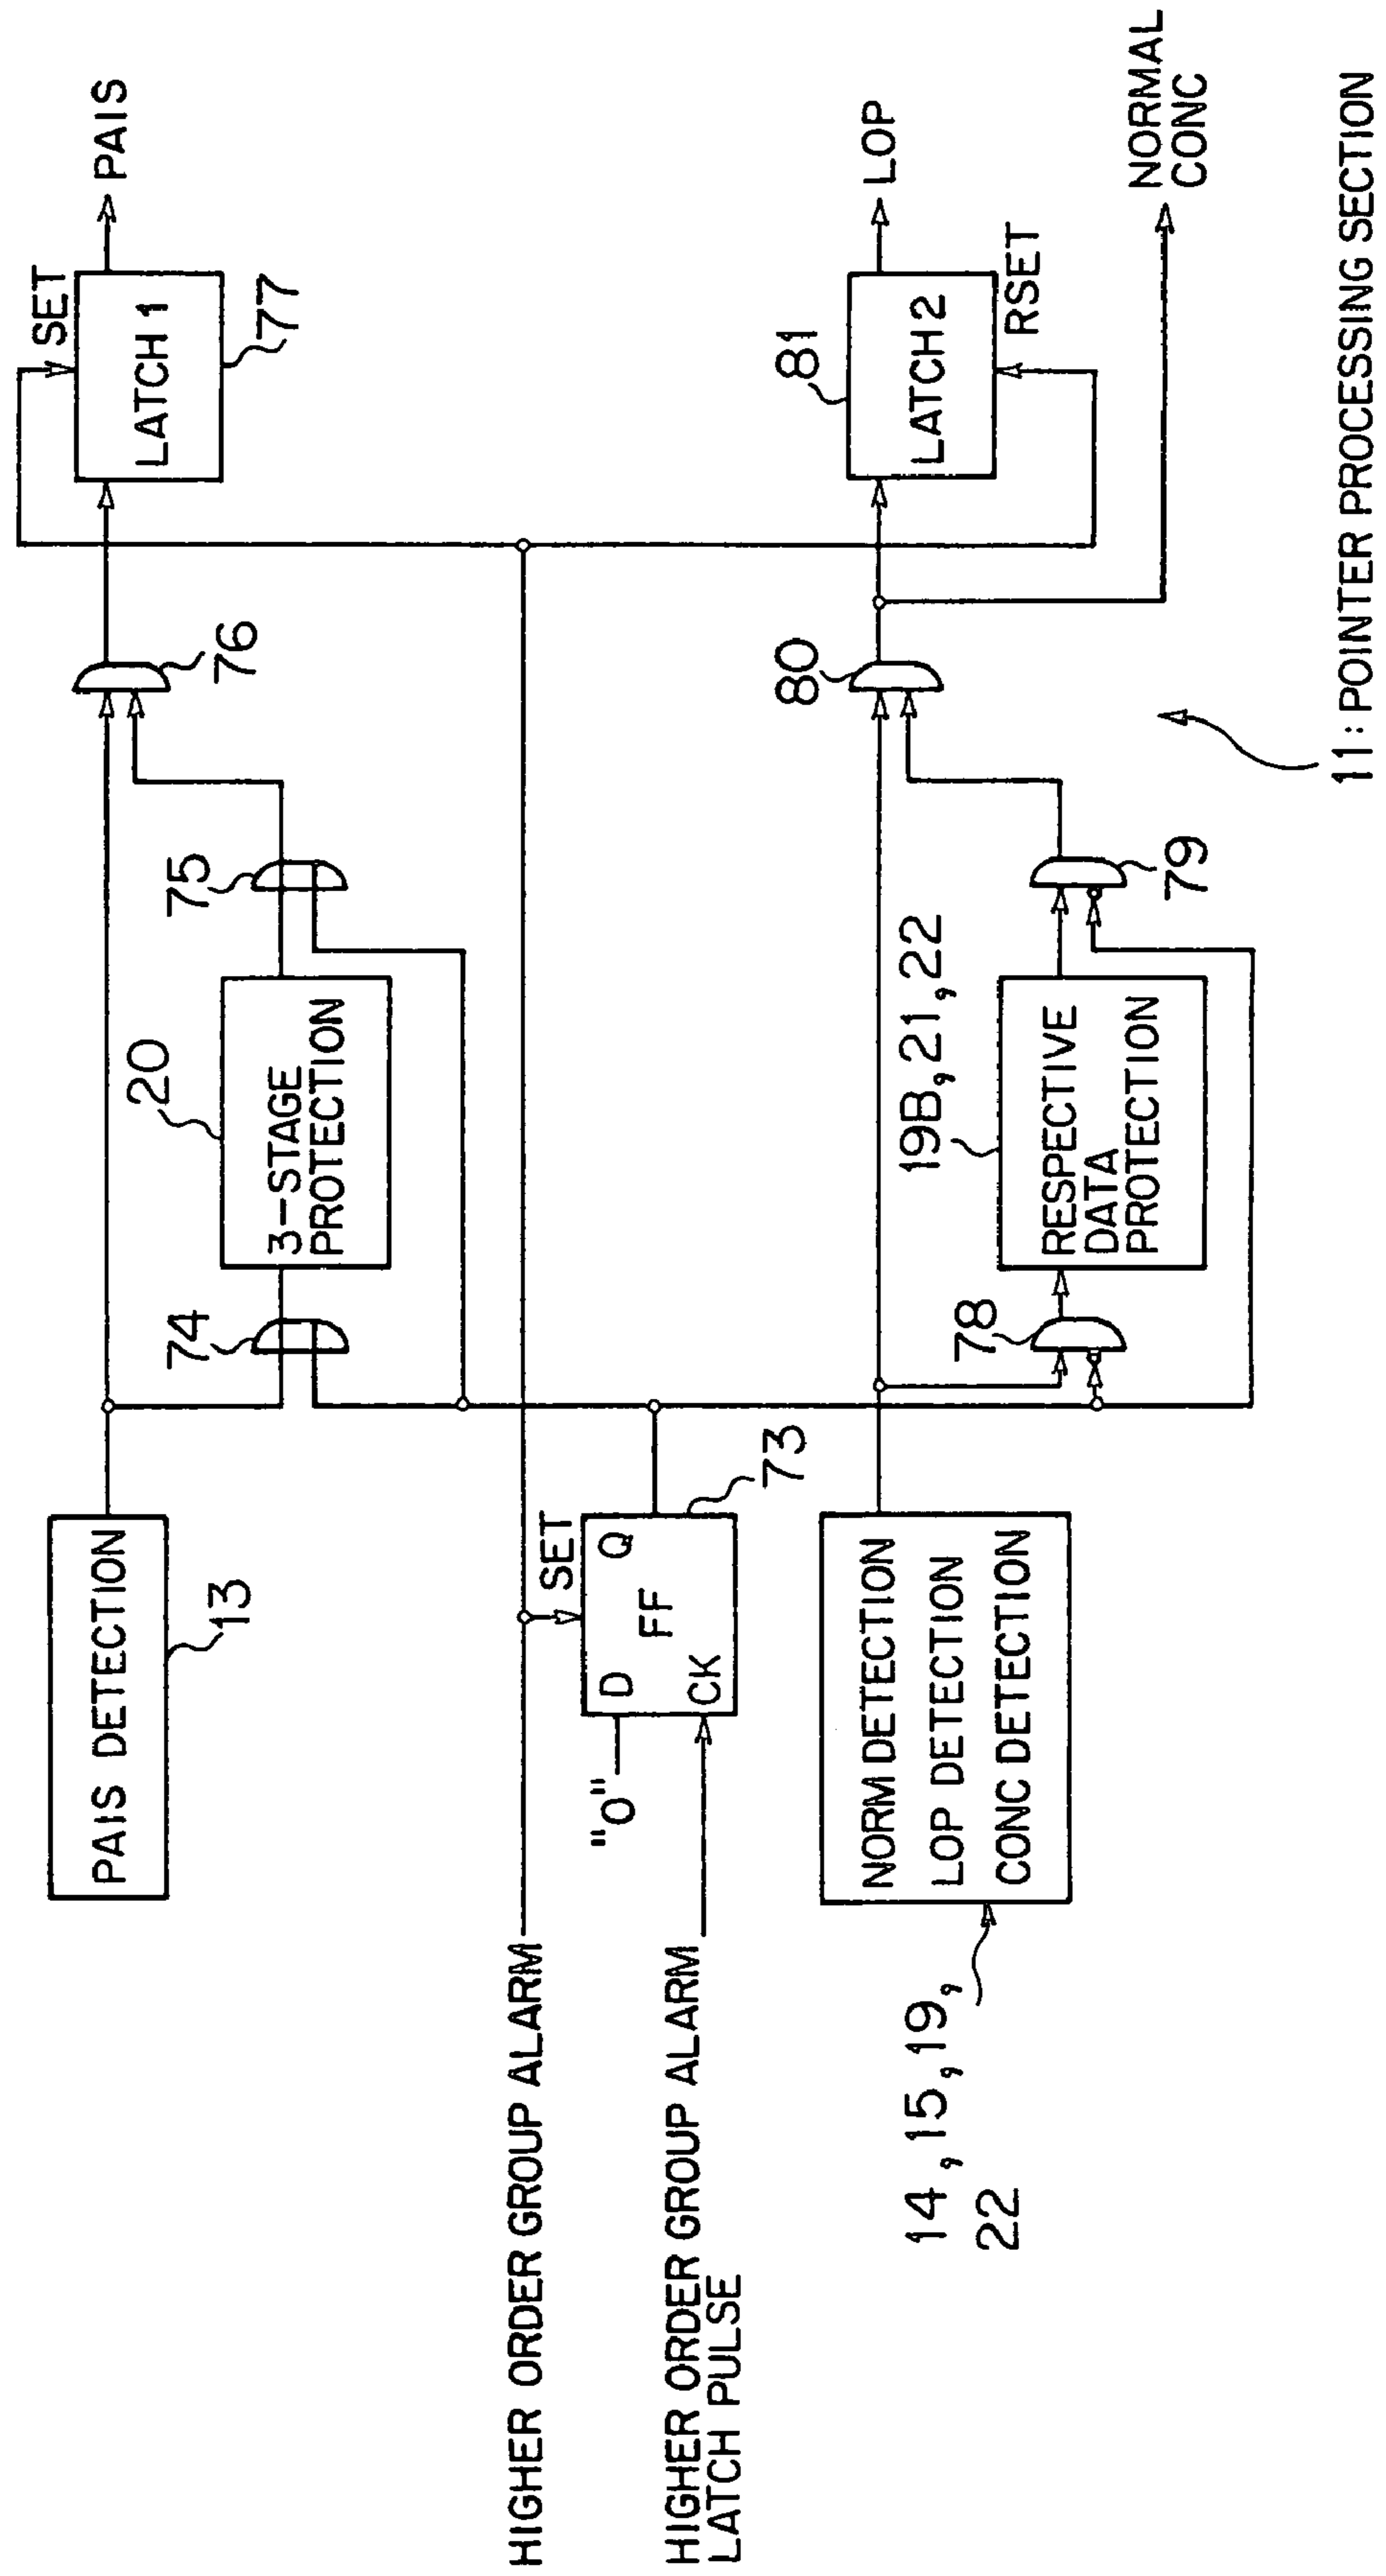 PAIS DETECTION
13
74
20
3-STAGE
PROTECTION
75
76
SET
LATCH 1
77
PAIS
HIGHER ORDER GROUP ALARM
HIGHER ORDER GROUP ALARM
LATCH PULSE
"0"
SET
D
Q
FF
CK
73
NORM DETECTION
LOP DETECTION
CONC DETECTION
14,15,19,
22
78
19B,21,22
RESPECTIVE
DATA
PROTECTION
79
80
81
LATCH 2
RSET
LOP
NORMAL
CONC
11: POINTER PROCESSING SECTION